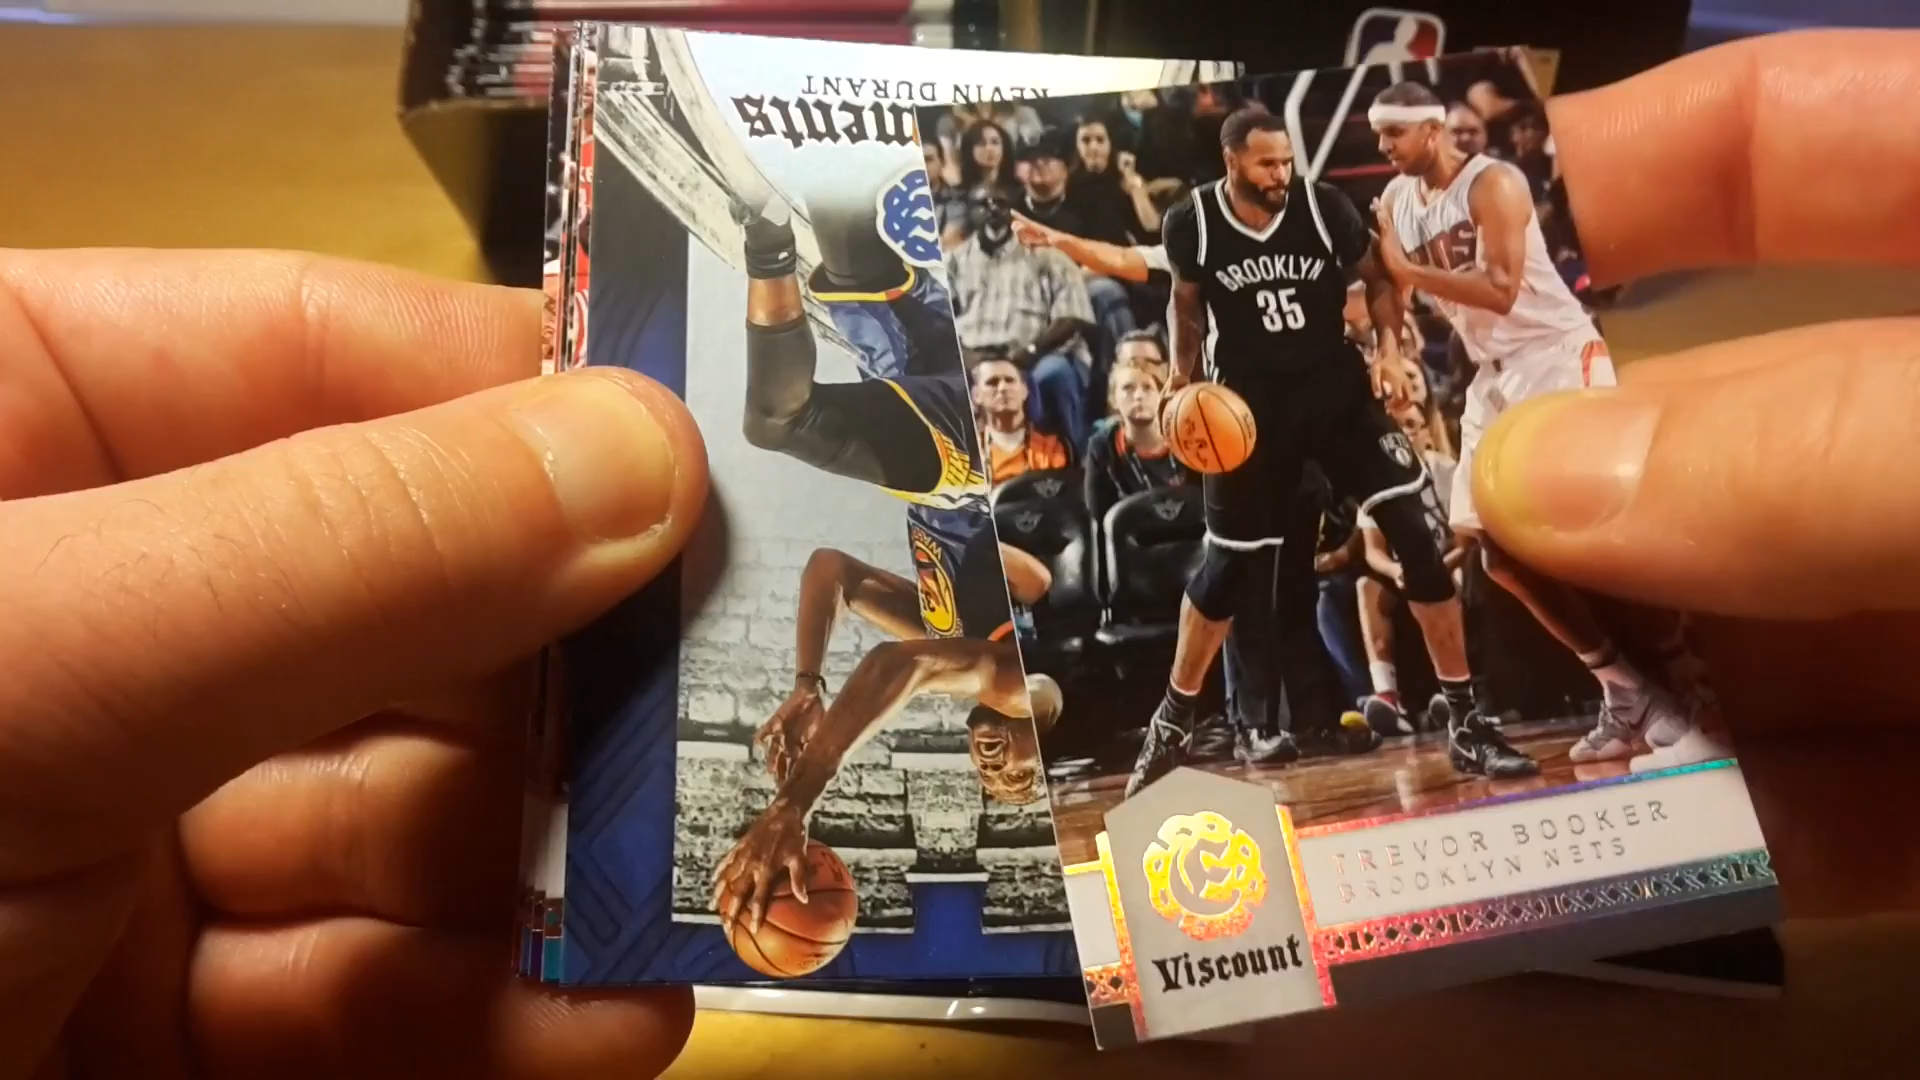 KEVIN DURANT
ments
BROOKLYN
35
TREVOR BOOKER
BROOKLYN NETS
Viscount